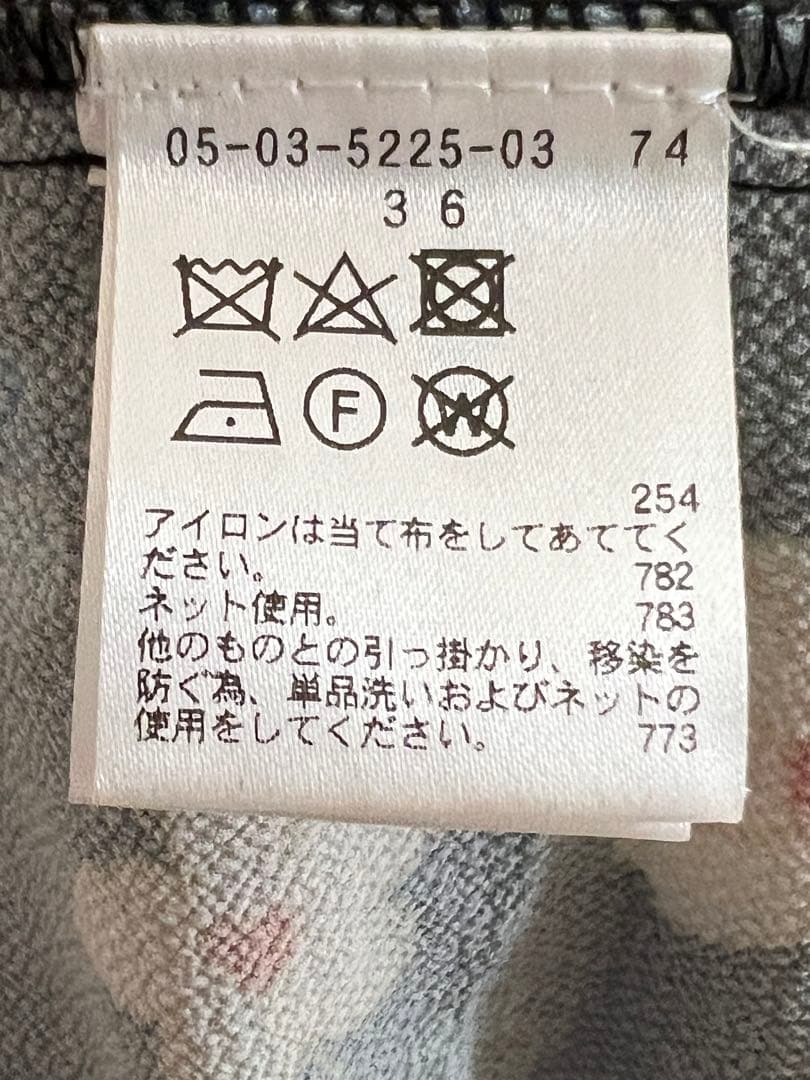 05-03-5225-03 74
36
F
W
254
アイロンは当て布をしてあててく
ださい。 782
ネット使用。 783
他のものとの引っ掛かり、移染を
防ぐ為、単品洗いおよびネットの
使用をしてください。 773